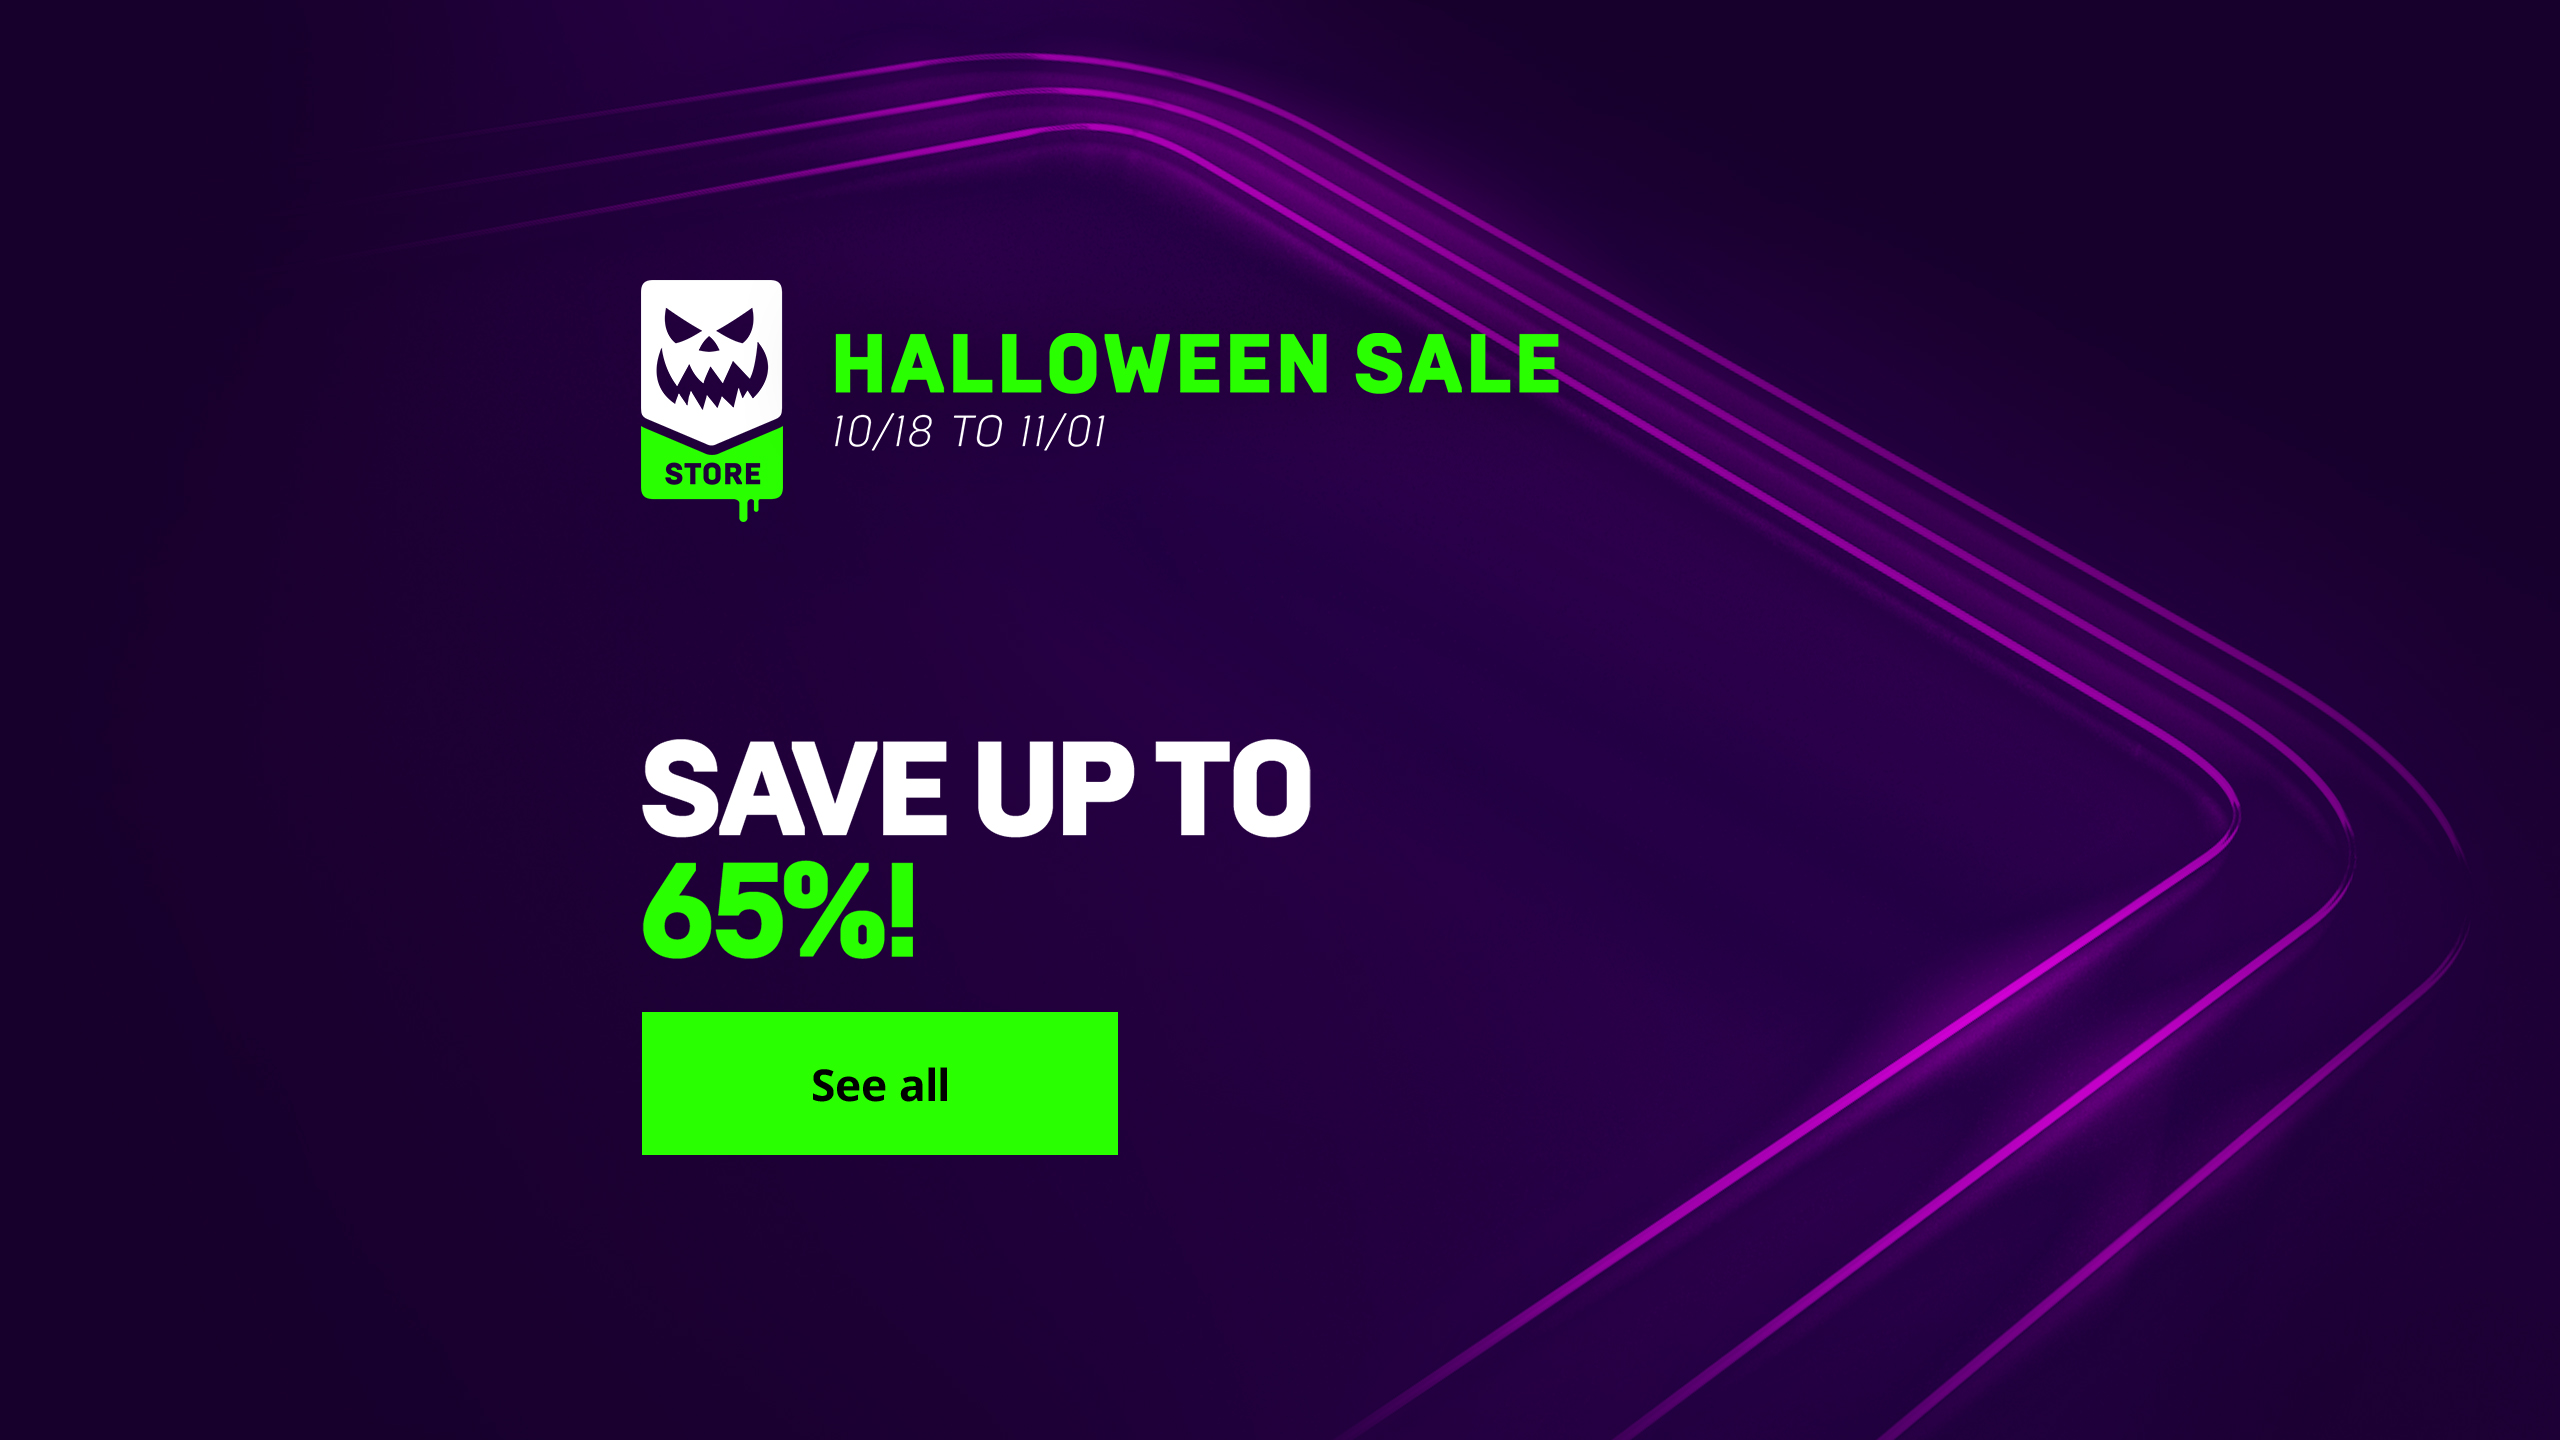 STORE
HALLOWEEN SALE
10/18 TO 11/01
SAVE UP TO
65%!
See all